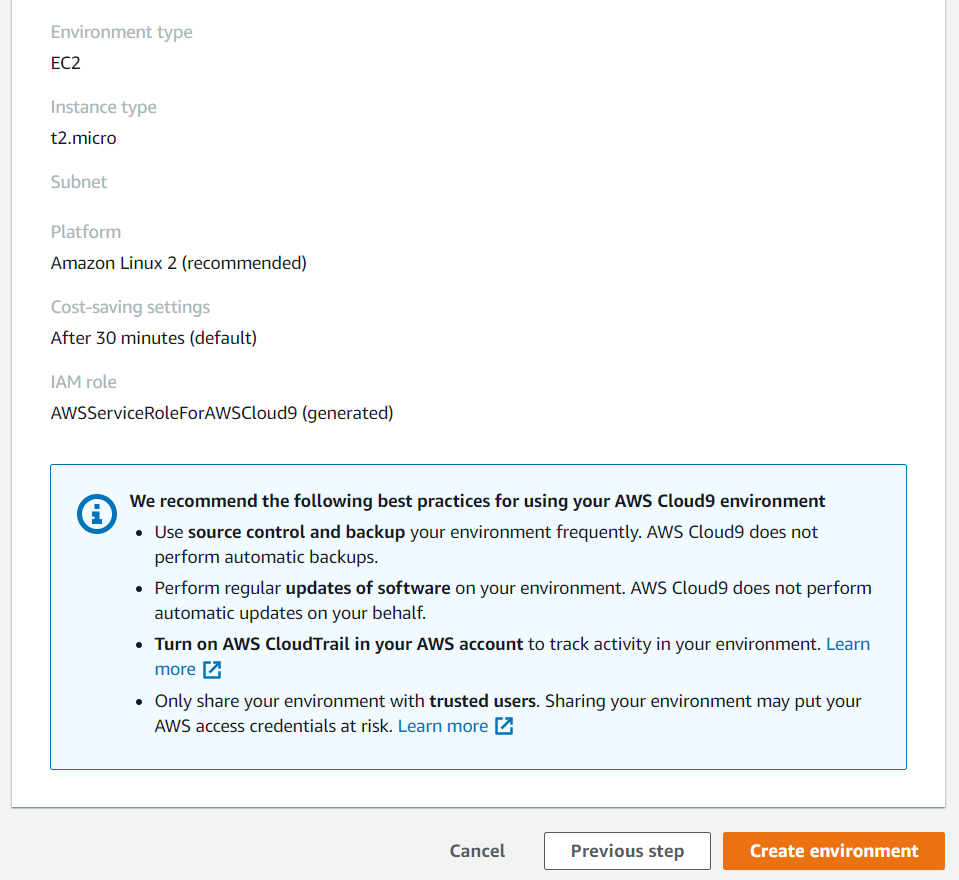 Environment type
EC2
Instance type
t2.micro
Subnet
Platform
Amazon Linux 2 (recommended)
Cost-saving settings
After 30 minutes (default)
IAM role
AWSServiceRoleForAWSCloud9 (generated)
We recommend the following best practices for using your AWS Cloud9 environment
• Use source control and backup your environment frequently. AWS Cloud9 does not
perform automatic backups.
• Perform regular updates of software on your environment. AWS Cloud9 does not perform
automatic updates on your behalf.
• Turn on AWS CloudTrail in your AWS account to track activity in your environment. Learn
more
• Only share your environment with trusted users. Sharing your environment may put your
AWS access credentials at risk. Learn more
Cancel Previous step Create environment